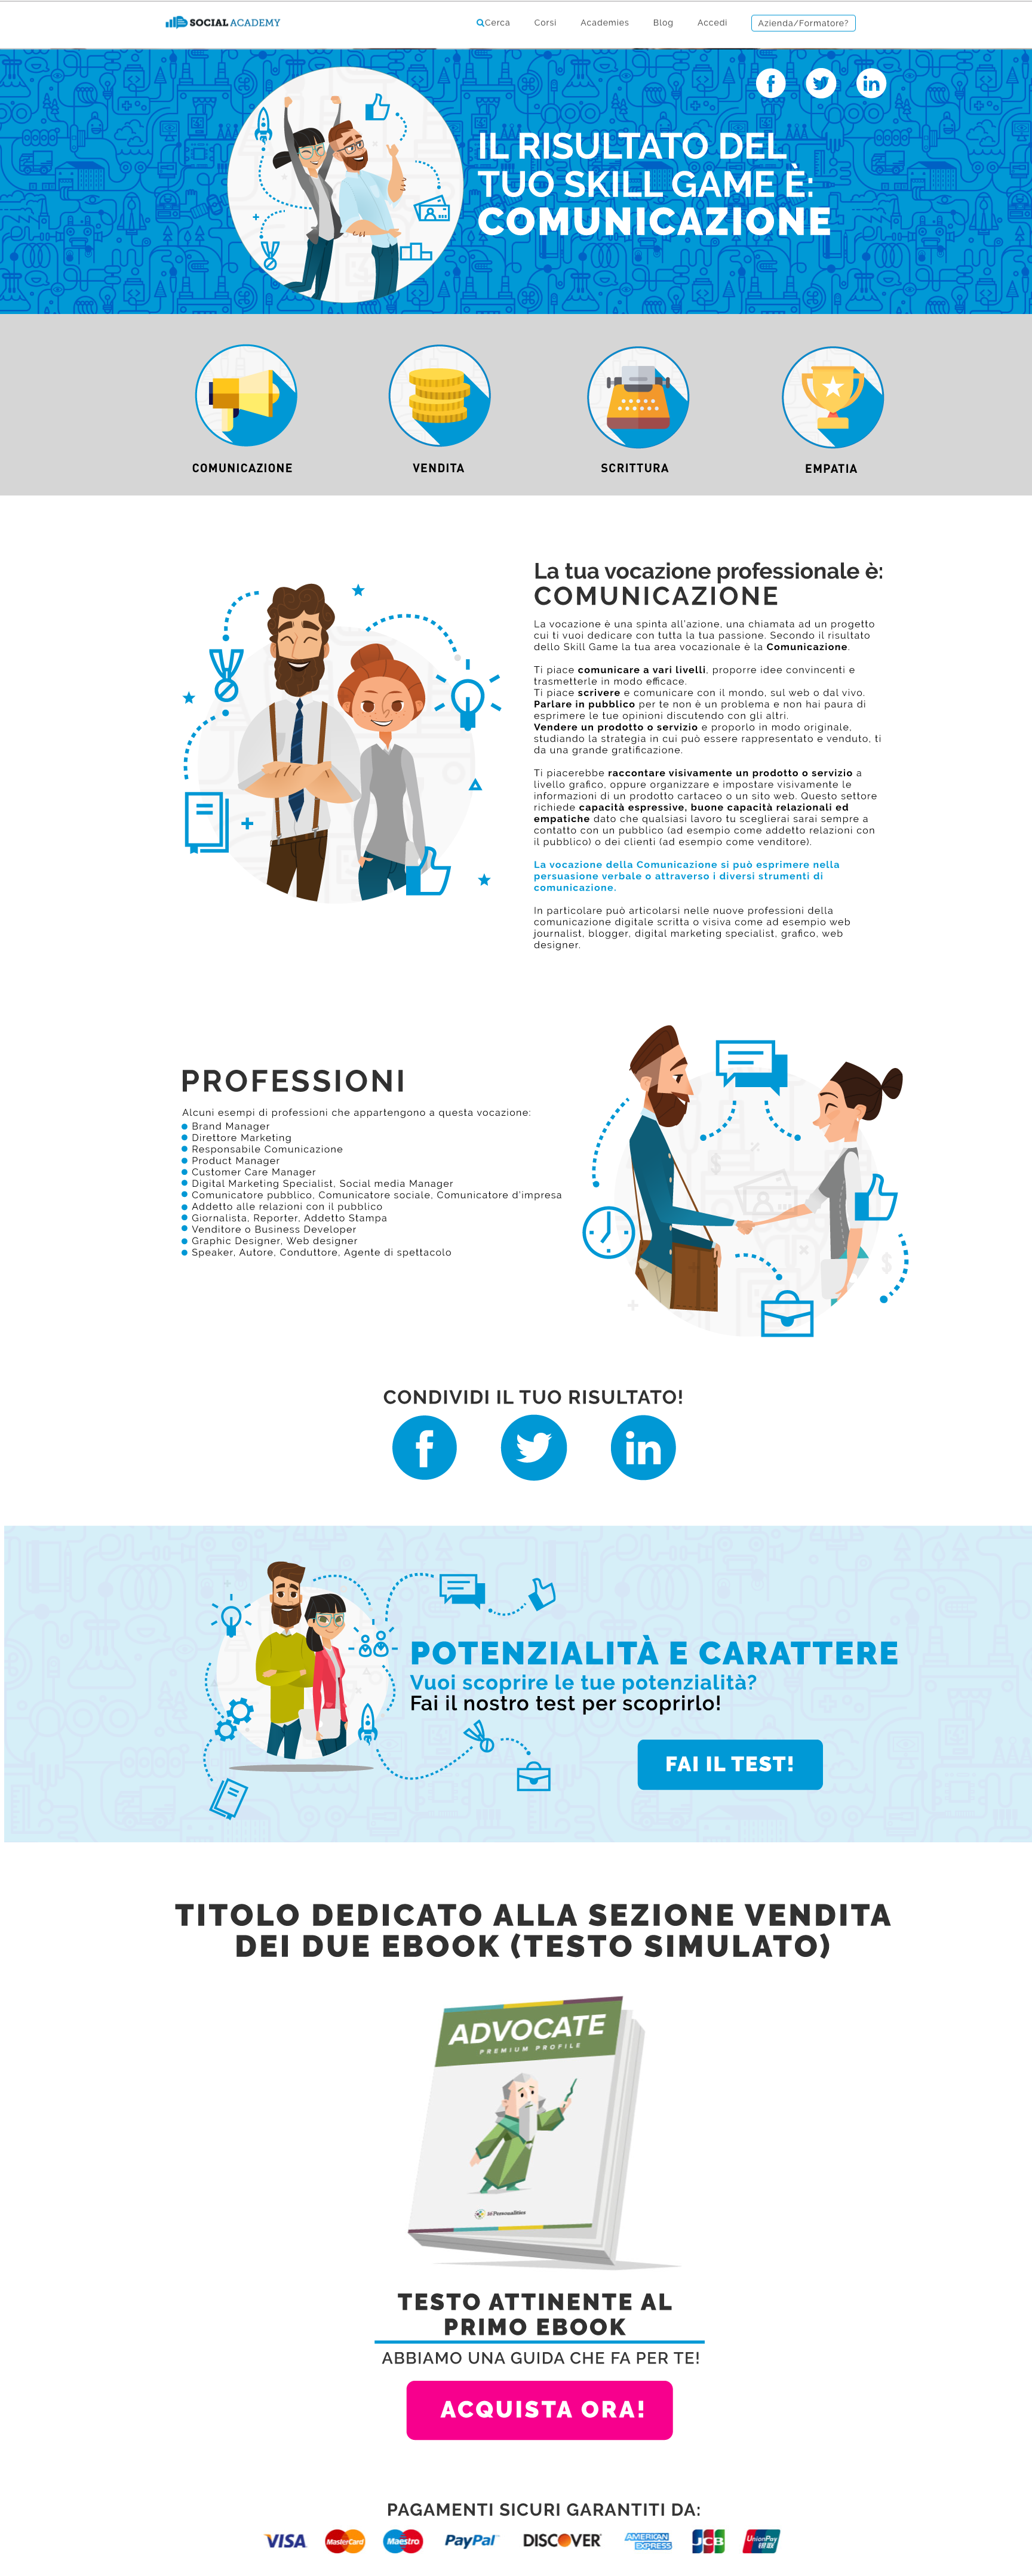 SOCIAL ACADEMY
Cerca Corsi Academies Blog Accedi Azienda/Formatore?
IL RISULTATO DEL
TUO SKILL GAME È:
COMUNICAZIONE
COMUNICAZIONE VENDITA SCRITTURA EMPATIA
La tua vocazione professionale è:
COMUNICAZIONE
La vocazione è una spinta all'azione, una chiamata ad un progetto
cui ti vuoi dedicare con tutta la tua passione. Secondo il risultato
dello Skill Game la tua area vocazionale è la Comunicazione.
Ti piace comunicare a vari livelli, proporre idee convincenti e
trasmetterle in modo efficace.
Ti piace scrivere e comunicare con il mondo, sul web o dal vivo.
Parlare in pubblico per te non è un problema e non hai paura di
esprimere le tue opinioni discutendo con gli altri.
Vendere un prodotto o servizio e proporlo in modo originale,
studiando la strategia in cui può essere rappresentato e venduto, ti
da una grande gratificazione.
Ti piacerebbe raccontare visivamente un prodotto o servizio a
livello grafico, oppure organizzare e impostare visivamente le
informazioni di un prodotto cartaceo o un sito web. Questo settore
richiede capacità espressive, buone capacità relazionali ed
empatiche dato che qualsiasi lavoro tu sceglierai sarai sempre a
contatto con un pubblico (ad esempio come addetto relazioni con
il pubblico) o dei clienti (ad esempio come venditore).
La vocazione della Comunicazione si può esprimere nella
persuasione verbale o attraverso i diversi strumenti di
comunicazione.
In particolare può articolarsi nelle nuove professioni della
comunicazione digitale scritta o visiva come ad esempio web
journalist, blogger, digital marketing specialist, grafico, web
designer.
PROFESSIONI
Alcuni esempi di professioni che appartengono a questa vocazione:
Brand Manager
Direttore Marketing
Responsabile Comunicazione
Product Manager
Customer Care Manager
Digital Marketing Specialist, Social media Manager
Comunicatore pubblico, Comunicatore sociale, Comunicatore d'impresa
Addetto alle relazioni con il pubblico
Giornalista, Reporter, Addetto Stampa
Venditore o Business Developer
Graphic Designer, Web designer
Speaker, Autore, Conduttore, Agente di spettacolo
CONDIVIDI IL TUO RISULTATO!
POTENZIALITÀ E CARATTERE
Vuoi scoprire le tue potenzialità?
Fai il nostro test per scoprirlo!
FAI IL TEST!
TITOLO DEDICATO ALLA SEZIONE VENDITA
DEI DUE EBOOK (TESTO SIMULATO)
ADVOCATE
PREMIUM PROFILE
16Personalities
TESTO ATTINENTE AL
PRIMO EBOOK
ABBIAMO UNA GUIDA CHE FA PER TE!
ACQUISTA ORA!
PAGAMENTI SICURI GARANTITI DA:
VISA MasterCard Maestro PayPal DISCOVER AMERICAN EXPRESS JCB UnionPay 银联